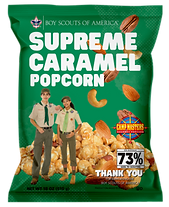 BOY SCOUTS OF AMERICA®
SUPREME
CARAMEL
POPCORN
CAMP MASTERS
73%
THANK YOU